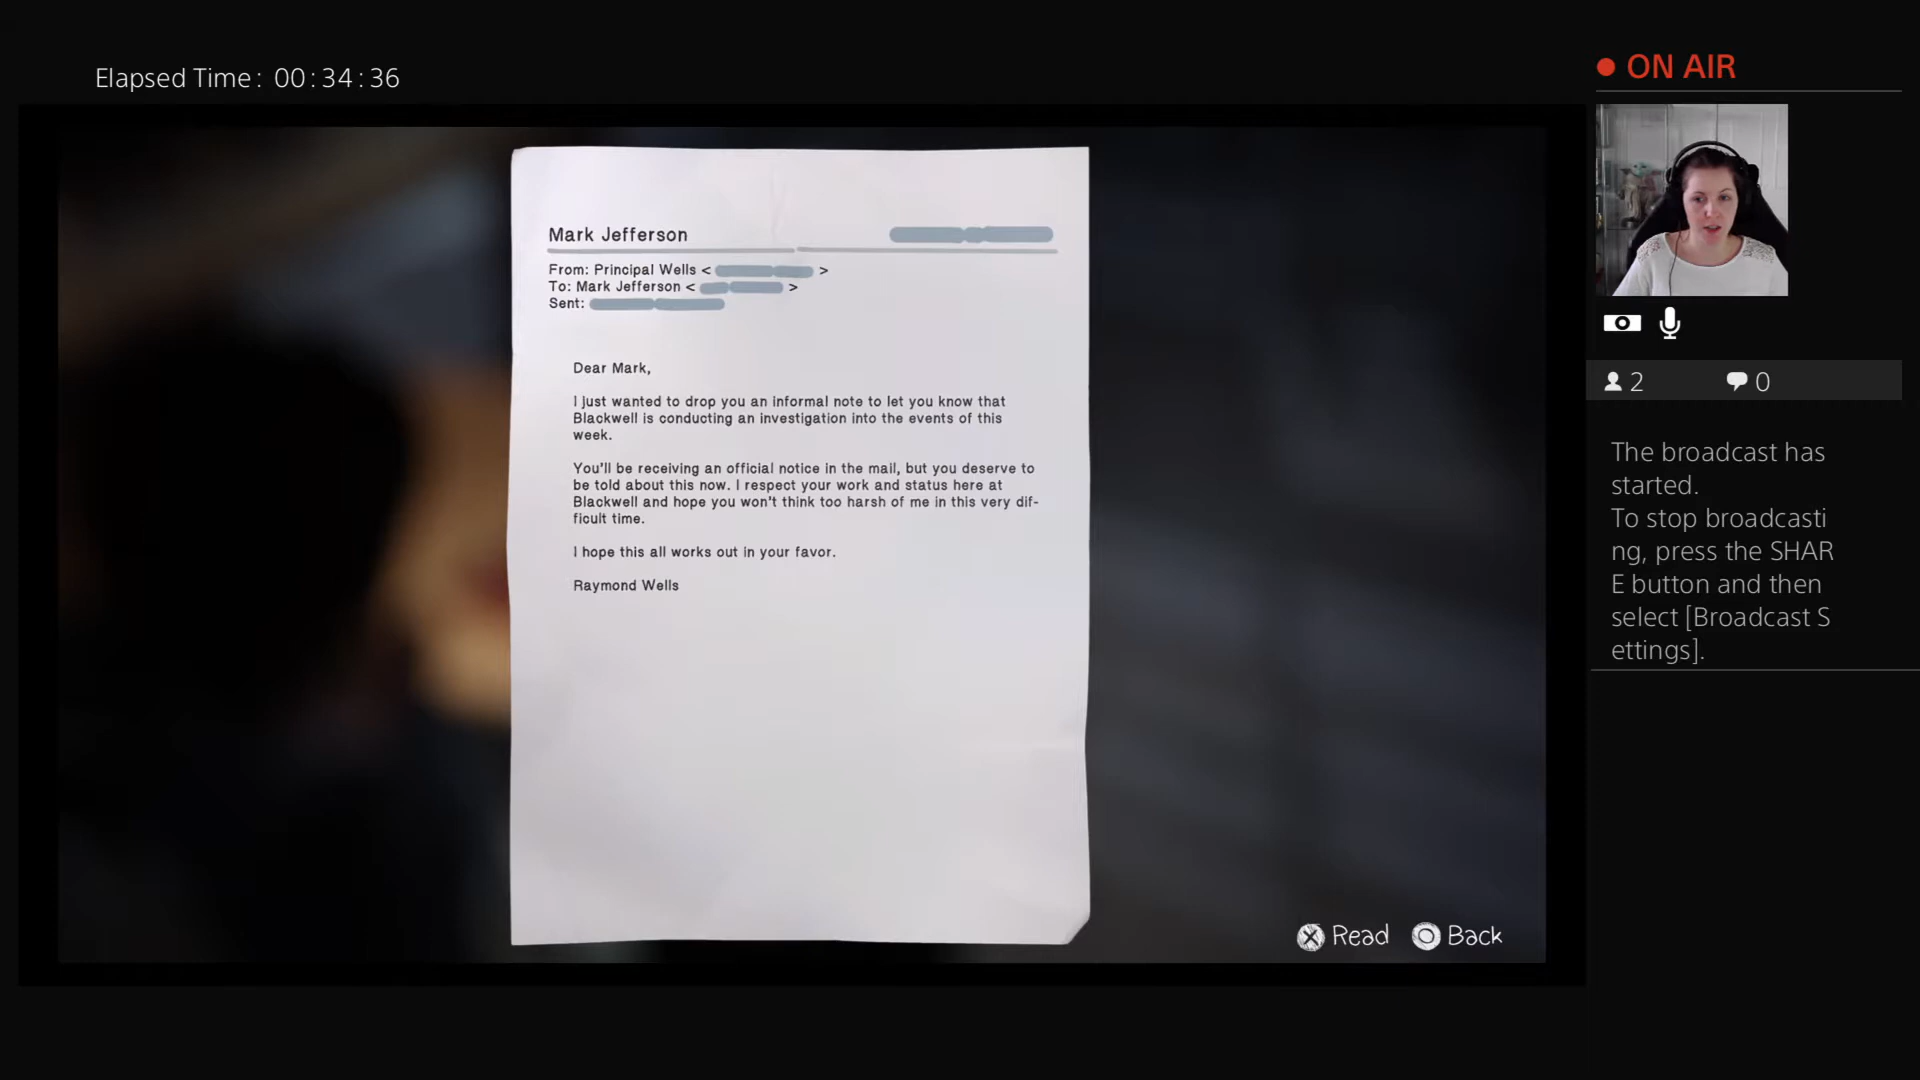 Elapsed Time: 00:34:36
ON AIR
Mark Jefferson
From: Principal Wells < >
To: Mark Jefferson < >
Sent:
Dear Mark,
I just wanted to drop you an informal note to let you know that
Blackwell is conducting an investigation into the events of this
week.
You'll be receiving an official notice in the mail, but you deserve to
be told about this now. I respect your work and status here at
Blackwell and hope you won't think too harsh of me in this very dif-
ficult time.
I hope this all works out in your favor.
Raymond Wells
Read
Back
2
0
The broadcast has
started.
To stop broadcasti
ng, press the SHAR
E button and then
select [Broadcast S
ettings].